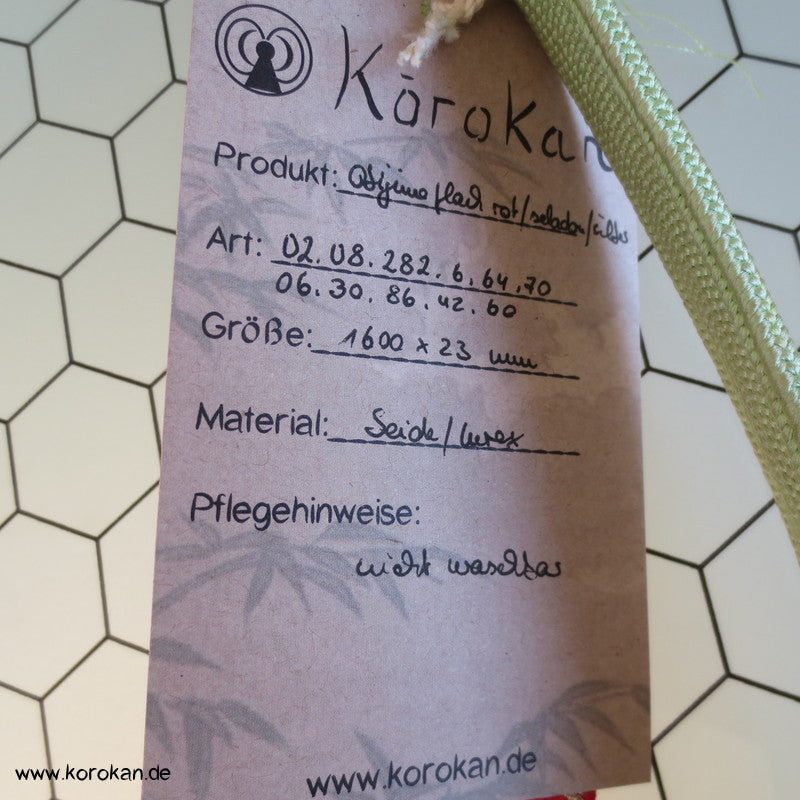 Kōrokan
Produkt: Obijime flach rot/seladon/silber
Art: 02.08.282.6.64.70
06.30.86.42.60
Größe: 1600 x 23 mm
Material: Seide/Lurex
Pflegehinweise:
nicht waschbar
www.korokan.de
www.korokan.de